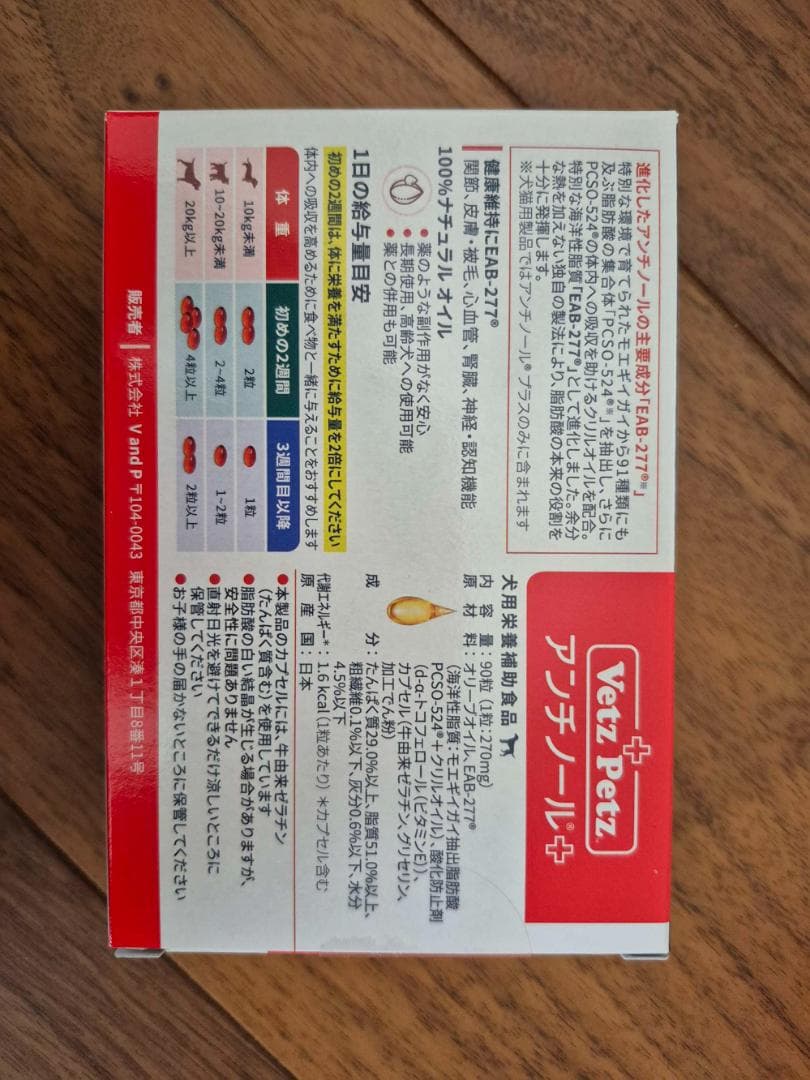 進化したアンチノールの主要成分「EAB-277®※」
特別な環境で育てられたモエギイガイから91種類にも
及ぶ脂肪酸の集合体「PCSO-524®※」を抽出し、さらに
PCSO-524®の体内への吸収を助けるクリルオイルを配合。
特別な海洋性脂質「EAB-277®」として進化しました。余分
な熱を加えない独自の製法により、脂肪酸の本来の役割を
十分に発揮します。
※犬猫用製品ではアンチノール®プラスのみに含まれます
健康維持にEAB-277®
関節、皮膚・被毛、心血管、腎臓、神経・認知機能
100%ナチュラルオイル
●薬のような副作用がなく安心
●長期使用、高齢犬への使用可能
●薬との併用も可能
1日の給与量目安
初めの2週間は、体に栄養を満たすために給与量を2倍にしてください
体内への吸収を高めるために食べ物と一緒に与えることをおすすめします
体重 初めの2週間 3週間目以降
10kg未満 2粒 1粒
10~20kg未満 2~4粒 1~2粒
20kg以上 4粒以上 2粒以上
Vetz Petz
アンチノール®+
犬用栄養補助食品
内容量:90粒(1粒:270mg)
原材料:オリーブオイル、EAB-277®
(海洋性脂質:モエギイガイ抽出脂肪酸
PCSO-524®+クリルオイル)、酸化防止剤
(d-α-トコフェロール(ビタミンE))、
カプセル(牛由来ゼラチン、グリセリン、
加工でん粉)
成分:たんぱく質29.0%以上、脂質51.0%以上、
粗繊維0.1%以下、灰分0.6%以下、水分
4.5%以下
代謝エネルギー*:1.6kcal(1粒あたり) *カプセル含む
原産国:日本
●本製品のカプセルには、牛由来ゼラチン
(たんぱく質含む)を使用しています
●脂肪酸の白い結晶が生じる場合がありますが、
安全性に問題ありません
●直射日光を避けてできるだけ涼しいところに
保管してください
●お子様の手の届かないところに保管してください
販売者 株式会社 V and P 〒104-0043 東京都中央区湊1丁目8番11号